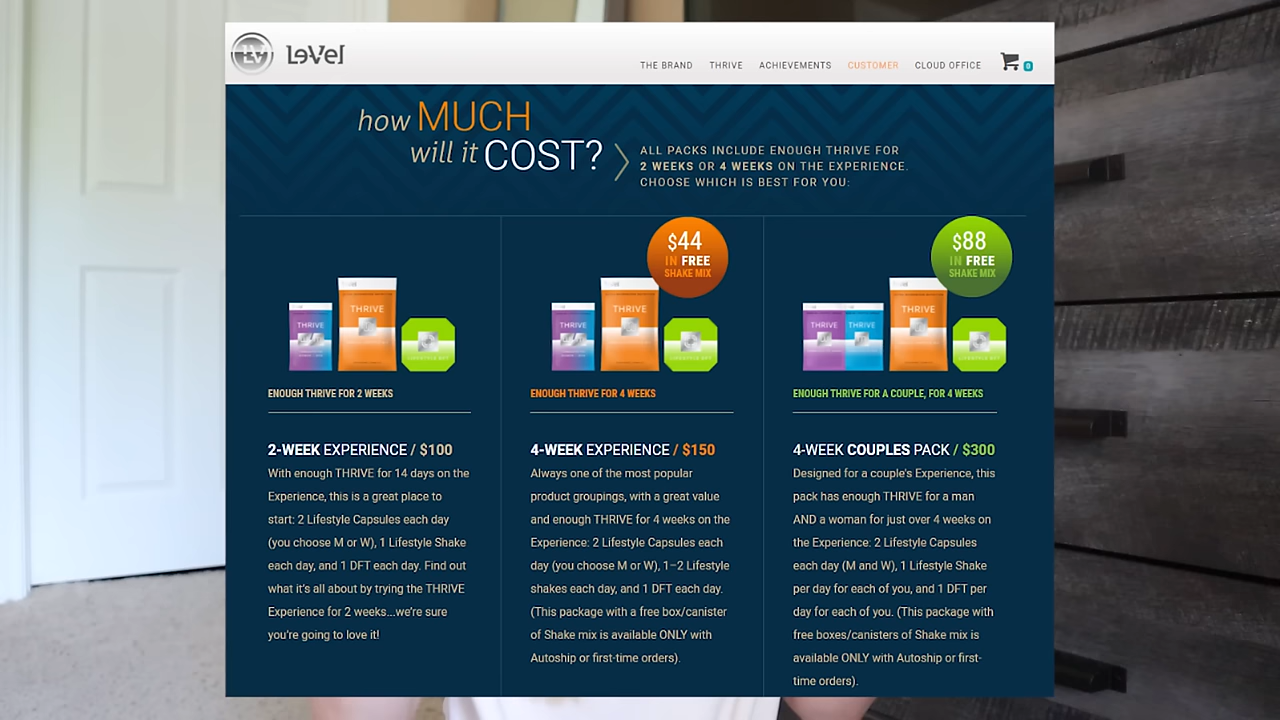 LV Le-Vel
THE BRAND THRIVE ACHIEVEMENTS CUSTOMER CLOUD OFFICE 0
how MUCH
will it COST?
ALL PACKS INCLUDE ENOUGH THRIVE FOR
2 WEEKS OR 4 WEEKS ON THE EXPERIENCE.
CHOOSE WHICH IS BEST FOR YOU:
THRIVE
THRIVE
ENOUGH THRIVE FOR 2 WEEKS
2-WEEK EXPERIENCE / $100
With enough THRIVE for 14 days on the
Experience, this is a great place to
start: 2 Lifestyle Capsules each day
(you choose M or W), 1 Lifestyle Shake
each day, and 1 DFT each day. Find out
what it's all about by trying the THRIVE
Experience for 2 weeks...we're sure
you're going to love it!
$44
IN FREE
SHAKE MIX
THRIVE
THRIVE
ENOUGH THRIVE FOR 4 WEEKS
4-WEEK EXPERIENCE / $150
Always one of the most popular
product groupings, with a great value
and enough THRIVE for 4 weeks on the
Experience: 2 Lifestyle Capsules each
day (you choose M or W), 1–2 Lifestyle
shakes each day, and 1 DFT each day.
(This package with a free box/canister
of Shake mix is available ONLY with
Autoship or first-time orders).
$88
IN FREE
SHAKE MIX
THRIVE
THRIVE
THRIVE
ENOUGH THRIVE FOR A COUPLE, FOR 4 WEEKS
4-WEEK COUPLES PACK / $300
Designed for a couple's Experience, this
pack has enough THRIVE for a man
AND a woman for just over 4 weeks on
the Experience: 2 Lifestyle Capsules
each day (M and W), 1 Lifestyle Shake
per day for each of you, and 1 DFT per
day for each of you. (This package with
free boxes/canisters of Shake mix is
available ONLY with Autoship or first-
time orders).